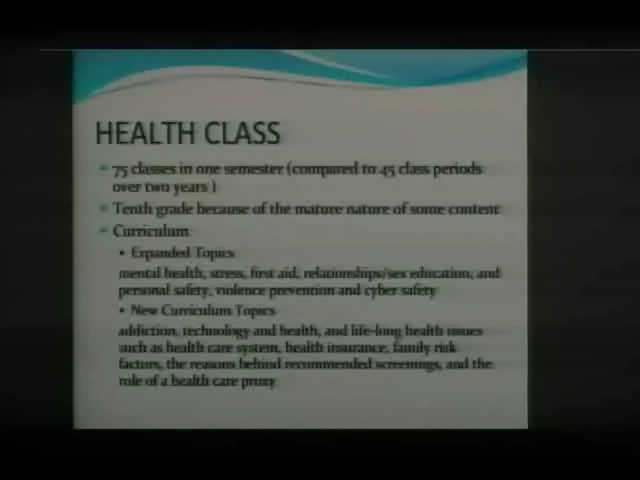 HEALTH CLASS
75 classes in one semester (compared to 45 class periods
over two years )
Tenth grade because of the mature nature of some content
Curriculum
• Expanded Topics
mental health, stress, first aid, relationships/sex education, and
personal safety, violence prevention and cyber safety
• New Curriculum Topics
addiction, technology and health, and life-long health issues
such as health care system, health insurance, family risk
factors, the reasons behind recommended screenings, and the
role of a health care proxy